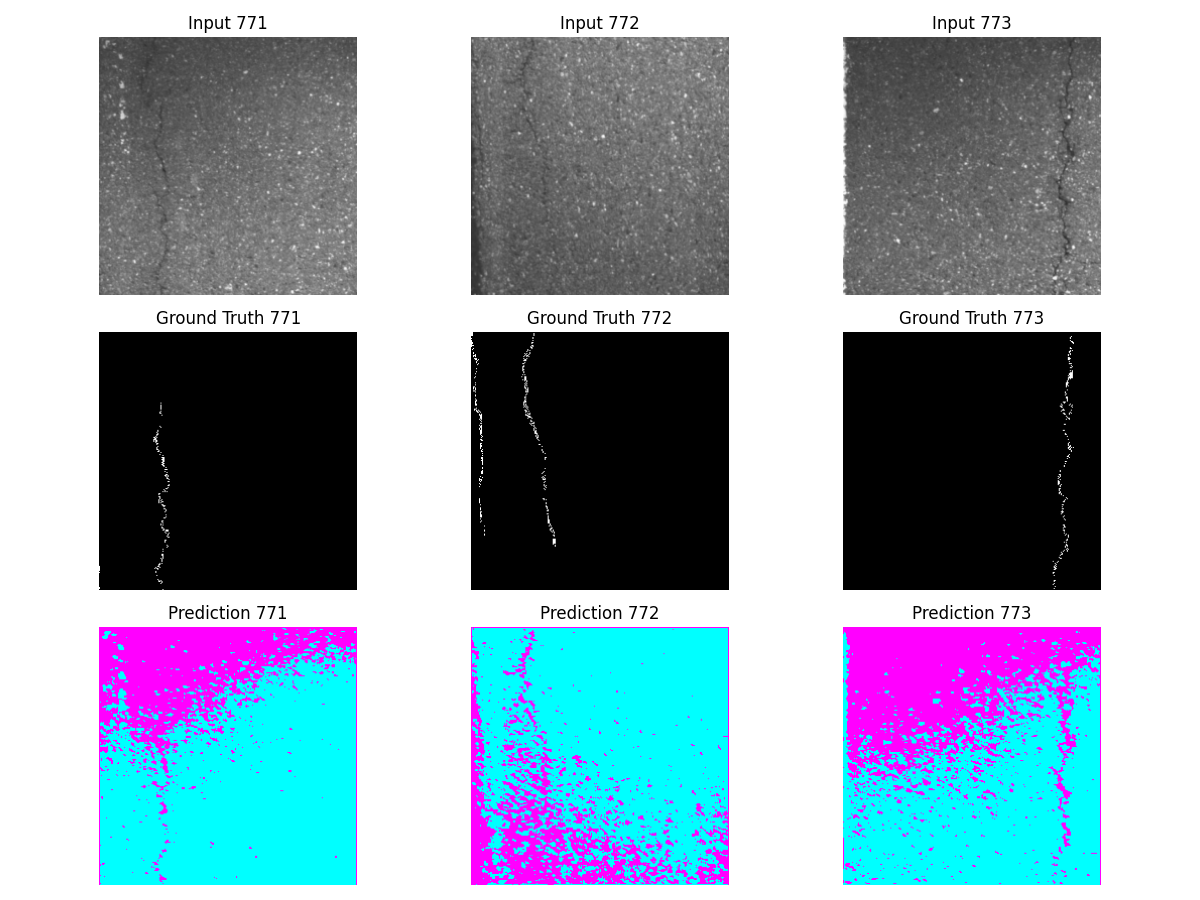 Input 771
Input 772
Input 773
Ground Truth 771
Ground Truth 772
Ground Truth 773
Prediction 771
Prediction 772
Prediction 773